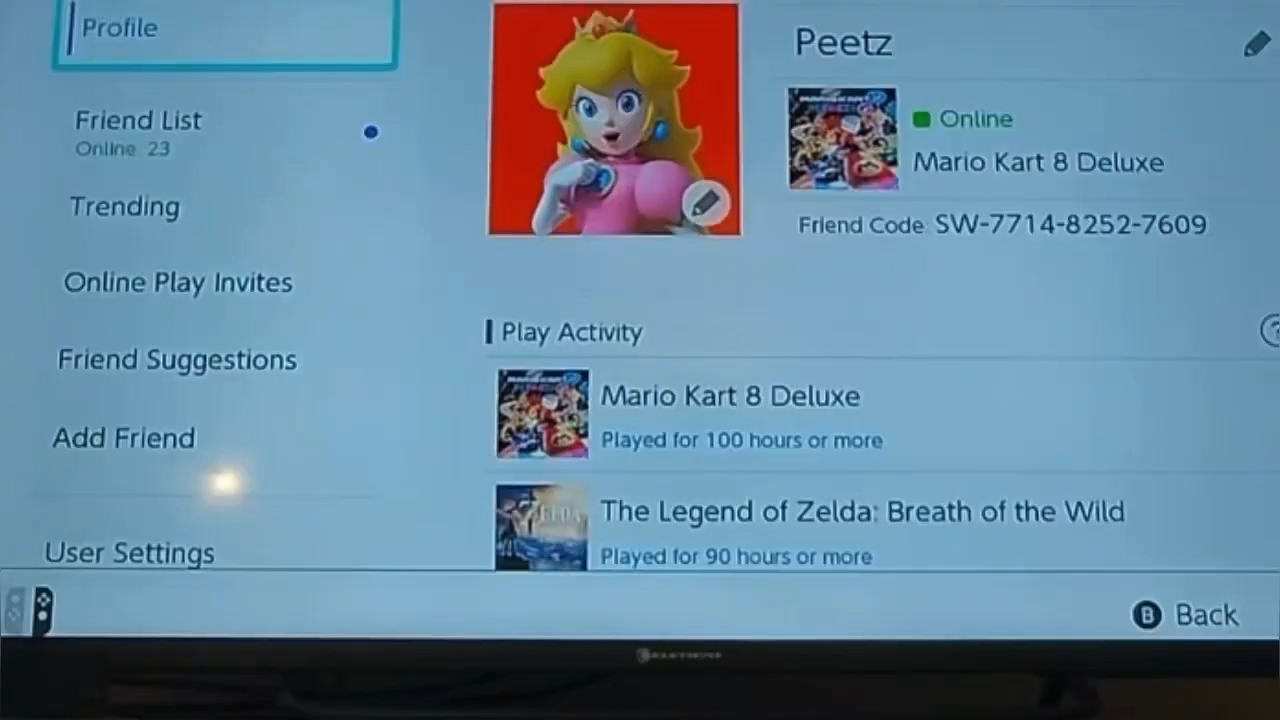 Profile
Friend List
Online 23
Trending
Online Play Invites
Friend Suggestions
Add Friend
User Settings
Peetz
Online
Mario Kart 8 Deluxe
Friend Code: SW-7714-8252-7609
Play Activity
?
Mario Kart 8 Deluxe
Played for 100 hours or more
ZELDA
The Legend of Zelda: Breath of the Wild
Played for 90 hours or more
B Back